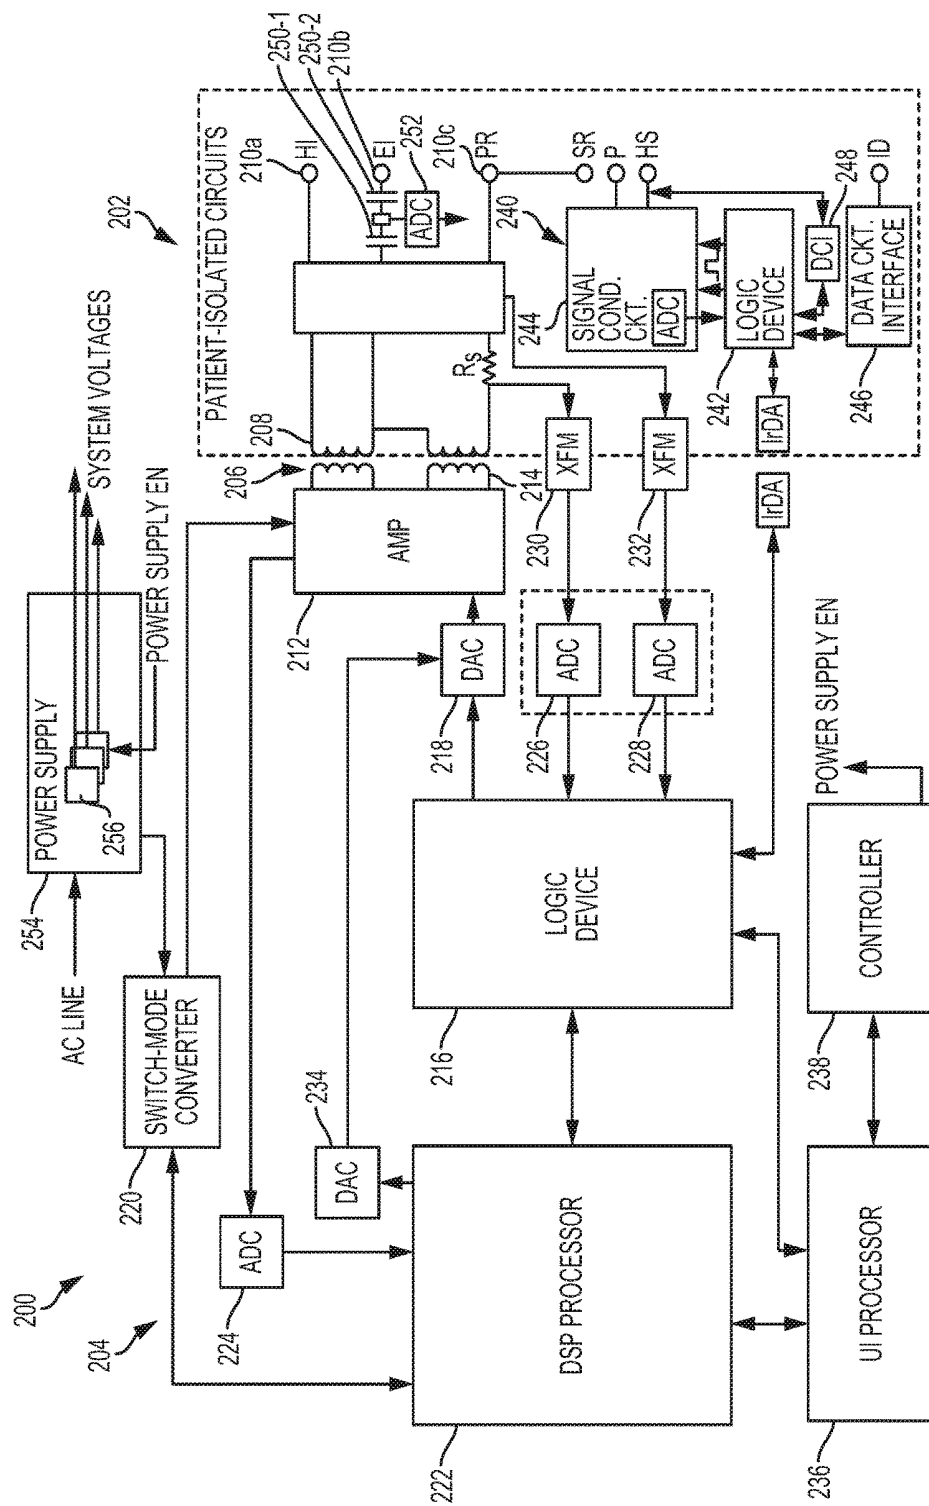 200
204
202
AC LINE
254
POWER SUPPLY
256
SYSTEM VOLTAGES
POWER SUPPLY EN
220
SWITCH-MODE
CONVERTER
224
ADC
234
DAC
212
AMP
206
208
214
218
DAC
PATIENT-ISOLATED CIRCUITS
210a
HI
250-1
250-2
210b
EI
ADC
252
210c
PR
RS
SR
P
HS
240
244
SIGNAL
COND.
CKT.
ADC
242
LOGIC
DEVICE
DCI
248
246
DATA CKT.
INTERFACE
ID
230
XFM
232
XFM
IrDA
IrDA
226
ADC
228
ADC
216
LOGIC
DEVICE
222
DSP PROCESSOR
236
UI PROCESSOR
238
CONTROLLER
POWER SUPPLY EN